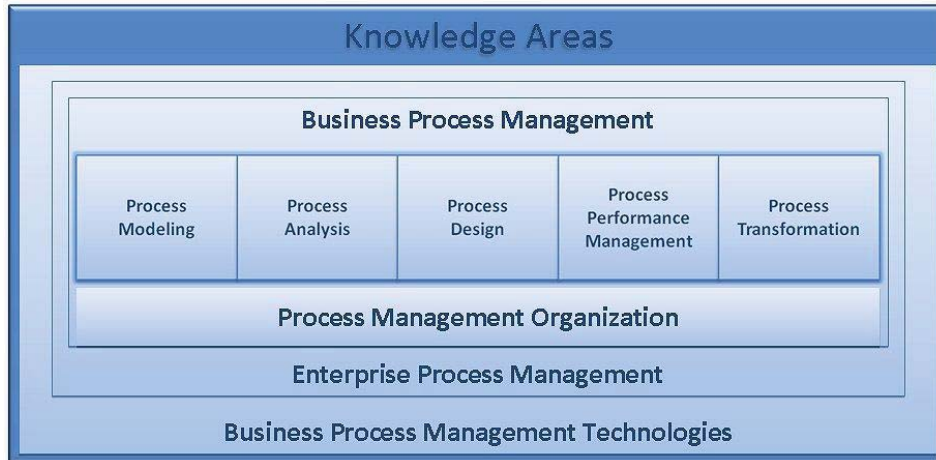 Knowledge Areas
Business Process Management
Process
Modeling
Process
Analysis
Process
Design
Process
Performance
Management
Process
Transformation
Process Management Organization
Enterprise Process Management
Business Process Management Technologies